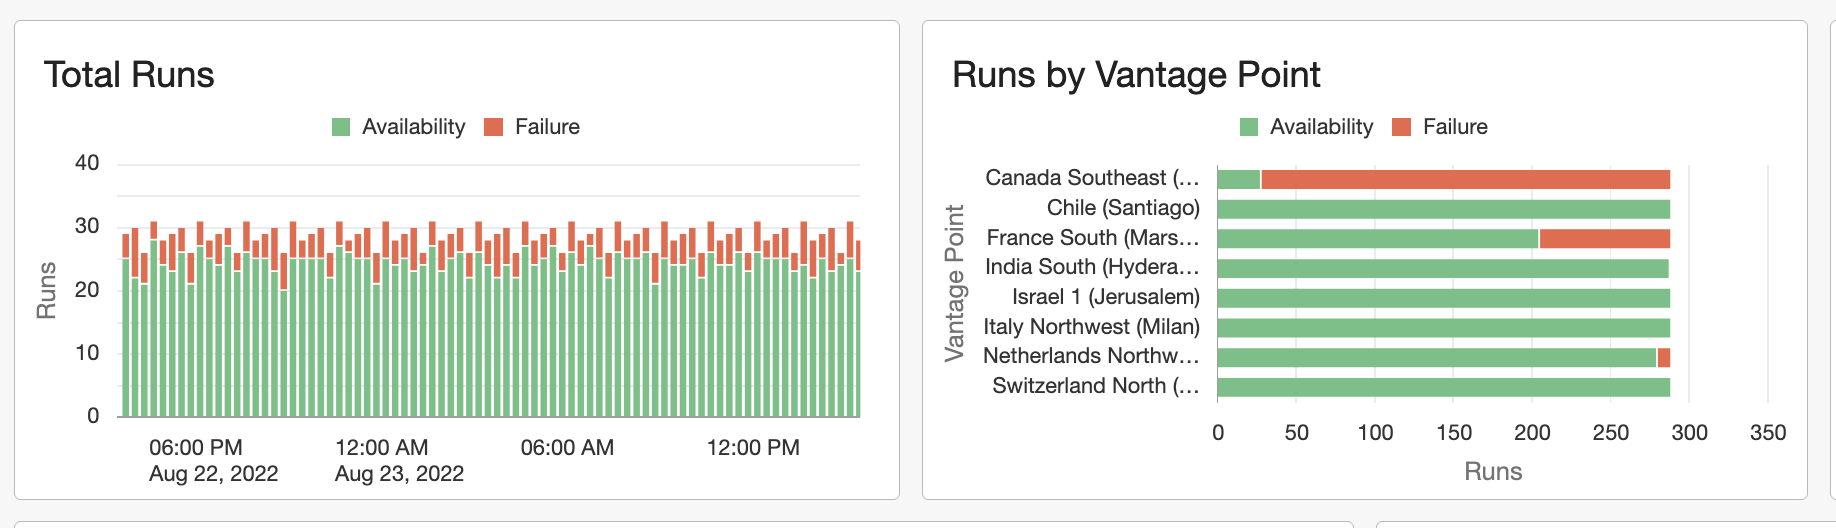 Total Runs
Availability Failure
Runs
40
30
20
10
0
06:00 PM 12:00 AM 06:00 AM 12:00 PM
Aug 22, 2022 Aug 23, 2022
Runs by Vantage Point
Availability Failure
Vantage Point
Canada Southeast (...
Chile (Santiago)
France South (Mars...
India South (Hydera...
Israel 1 (Jerusalem)
Italy Northwest (Milan)
Netherlands Northw...
Switzerland North (...
0 50 100 150 200 250 300 350
Runs